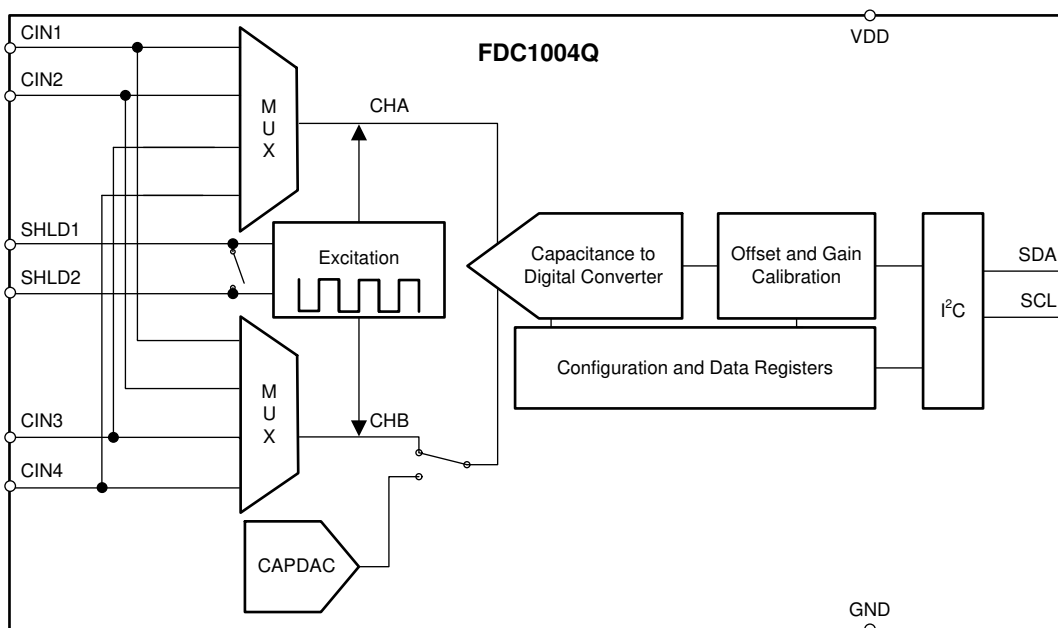 FDC1004Q
VDD
CIN1
CIN2
M
U
X
CHA
SHLD1
SHLD2
Excitation
Capacitance to
Digital Converter
Offset and Gain
Calibration
I²C
SDA
SCL
Configuration and Data Registers
CIN3
CIN4
M
U
X
CHB
CAPDAC
GND